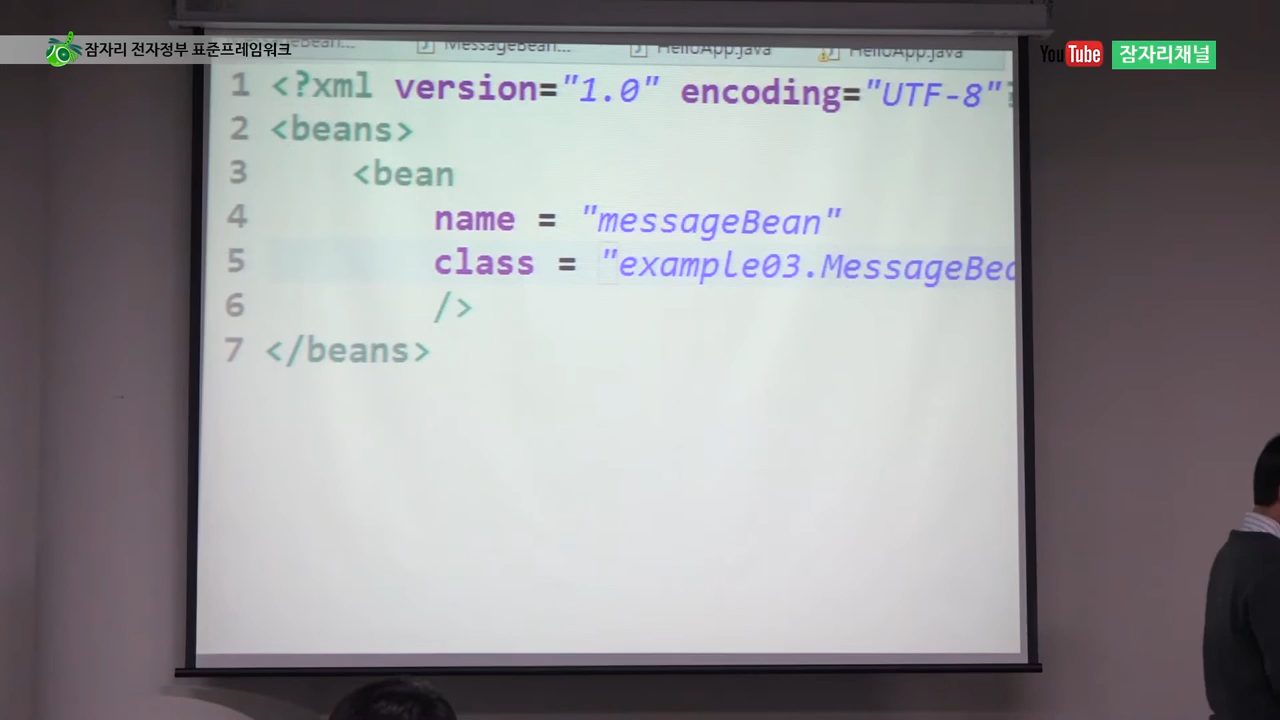 잠자리 전자정부 표준프레임워크
YouTube 잠자리채널
MessageBean... HelloApp.java HelloApp.java
1 <?xml version="1.0" encoding="UTF-8"?
2 <beans>
3 <bean
4 name = "messageBean"
5 class = "example03.MessageBea
6 />
7 </beans>